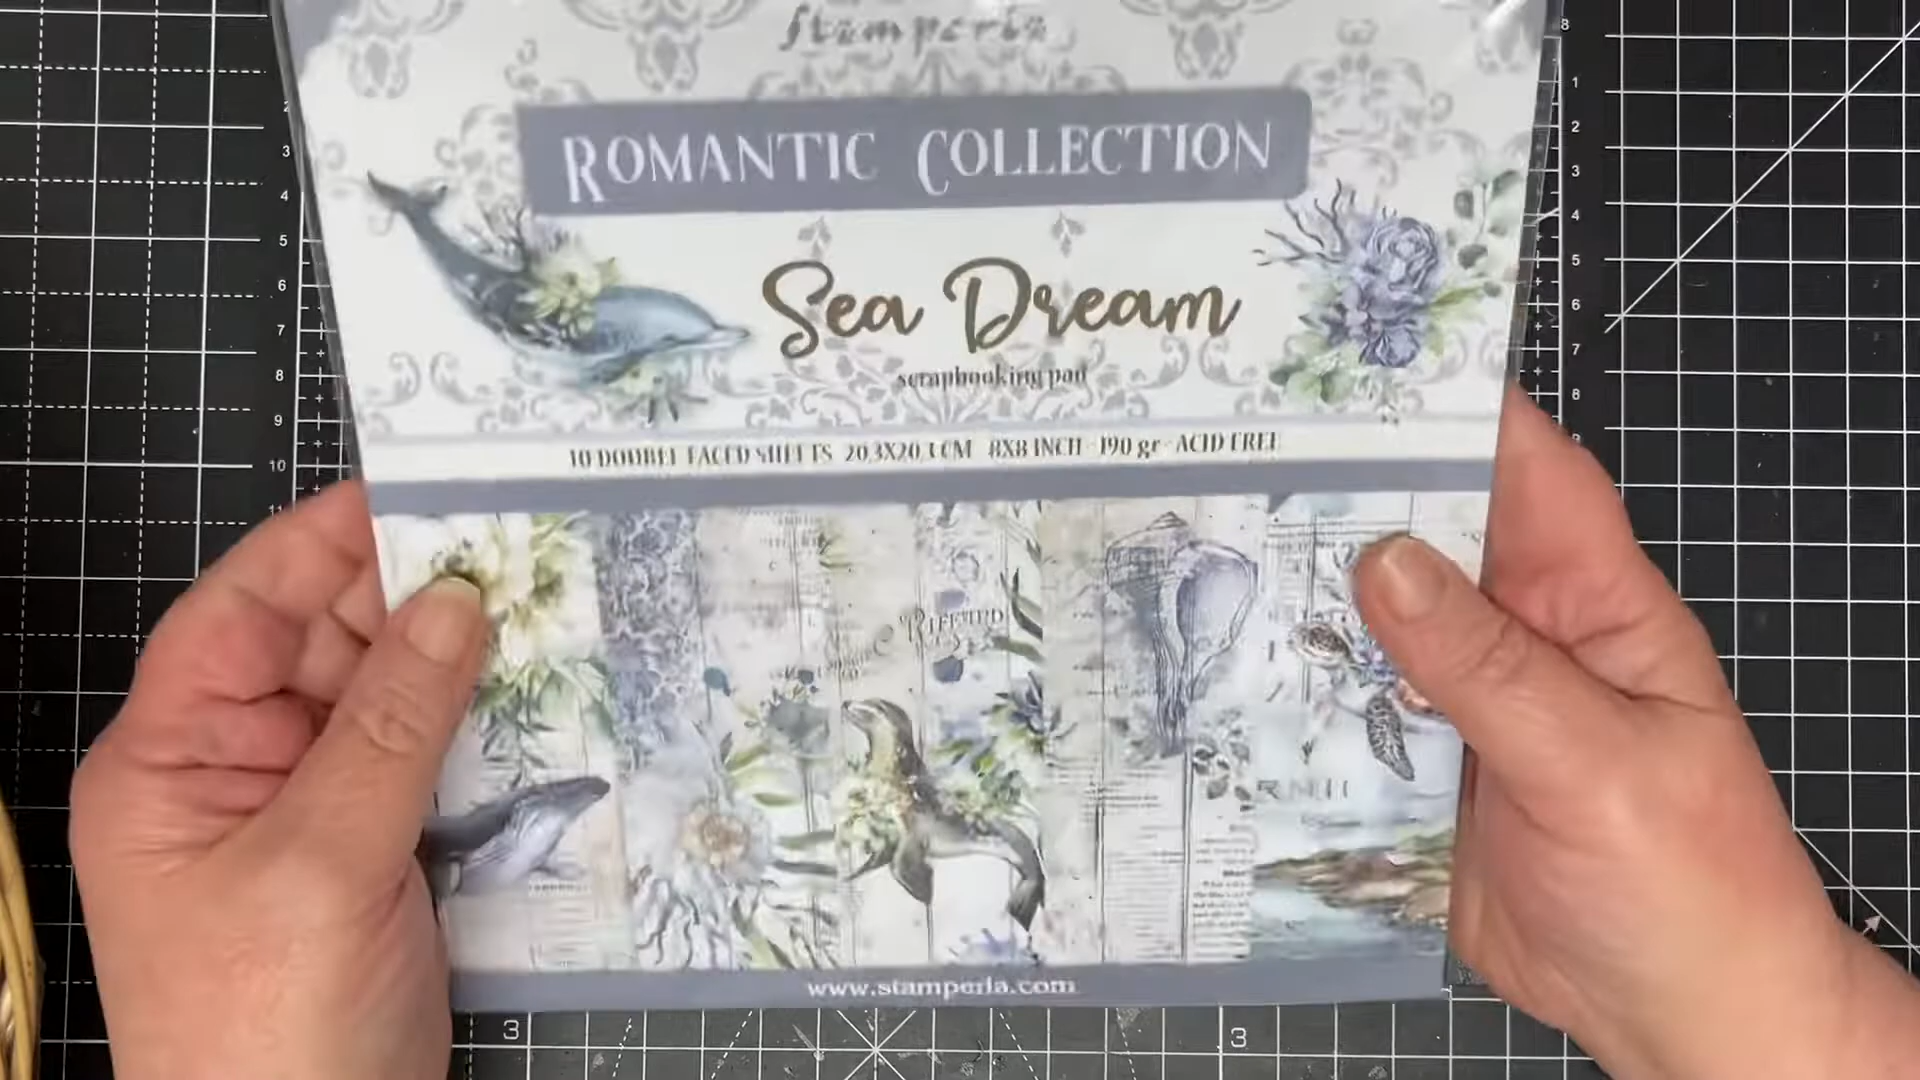 Stamperia
ROMANTIC COLLECTION
Sea Dream
scrapbooking pad
10 DOUBLE FACED SHEETS 20,3X20,3 CM 8X8 INCH - 190 gr - ACID FREE
www.stamperia.com